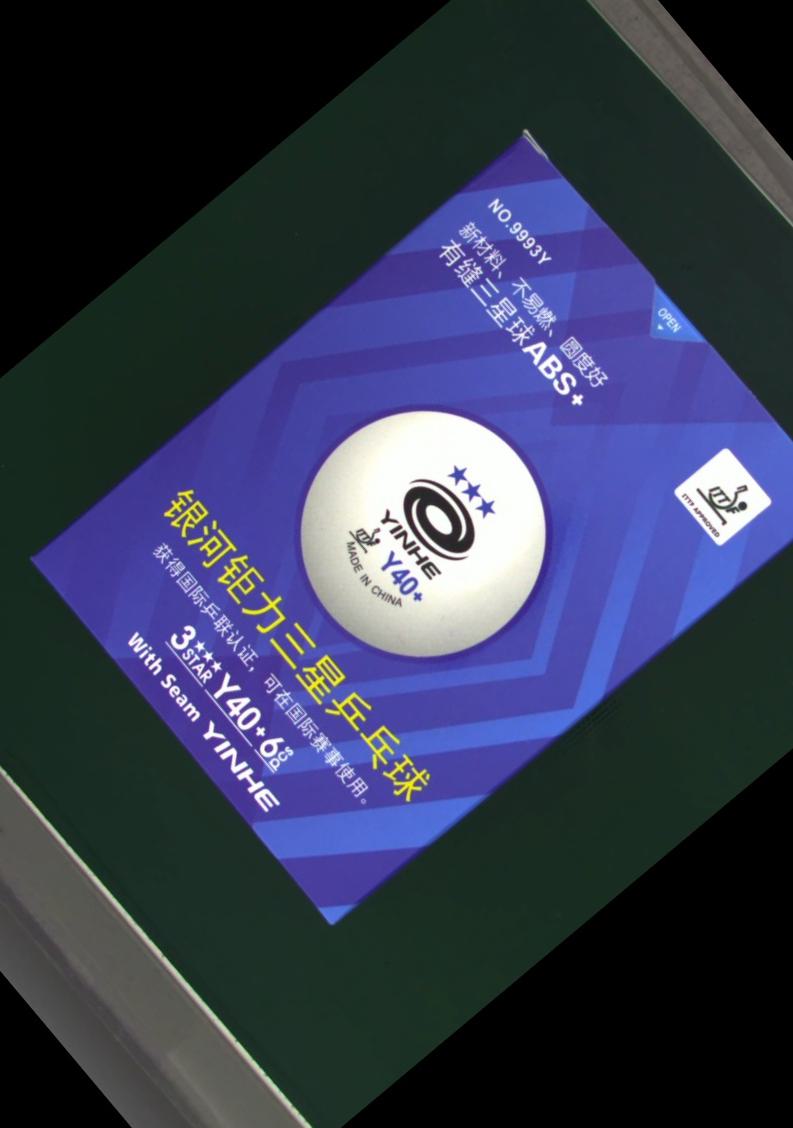 NO.9993Y
新材料、不易燃、圆度好
有缝三星球ABS+
OPEN
ITTF
ITTF APPROVED
YINHE
ITTF
Y40+
MADE IN CHINA
银河钜力三星乒乓球
获得国际乒联认证，可在国际赛事使用。
3 STAR Y40+ 6 PCS
With Seam YINHE